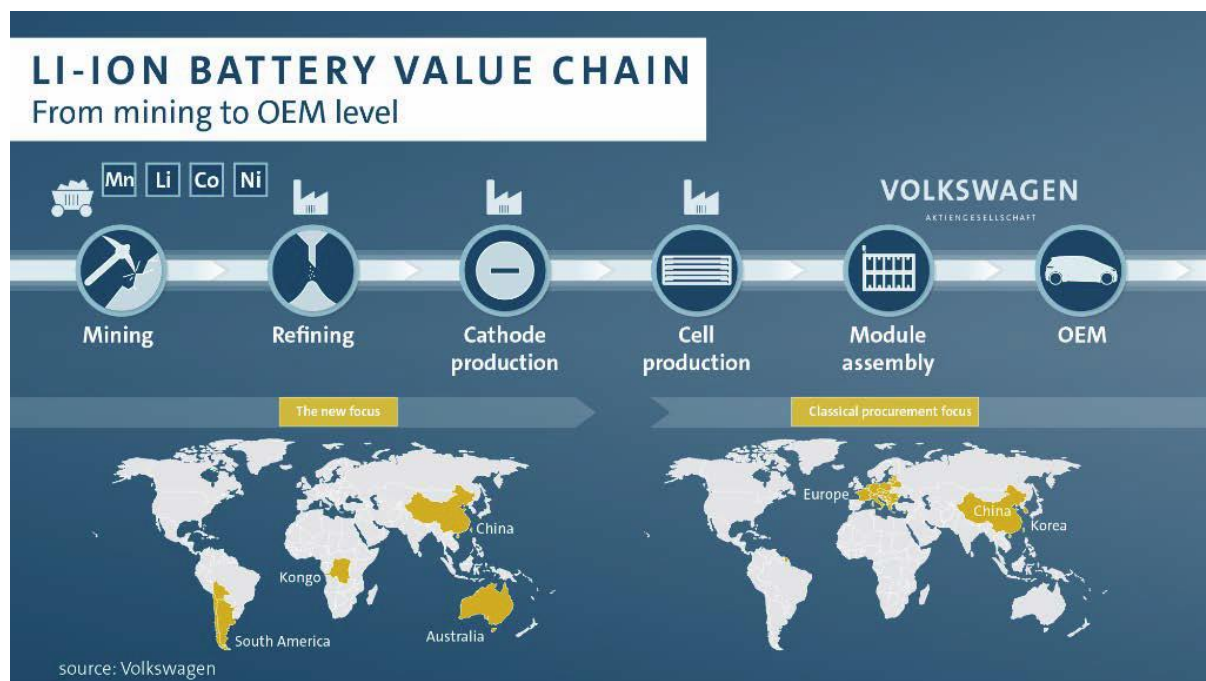 LI-ION BATTERY VALUE CHAIN
From mining to OEM level
Mn Li Co Ni
VOLKSWAGEN
AKTIENGESELLSCHAFT
Mining
Refining
Cathode
production
Cell
production
Module
assembly
OEM
The new focus
Classical procurement focus
China
Kongo
South America
Australia
Europe
China
Korea
source: Volkswagen